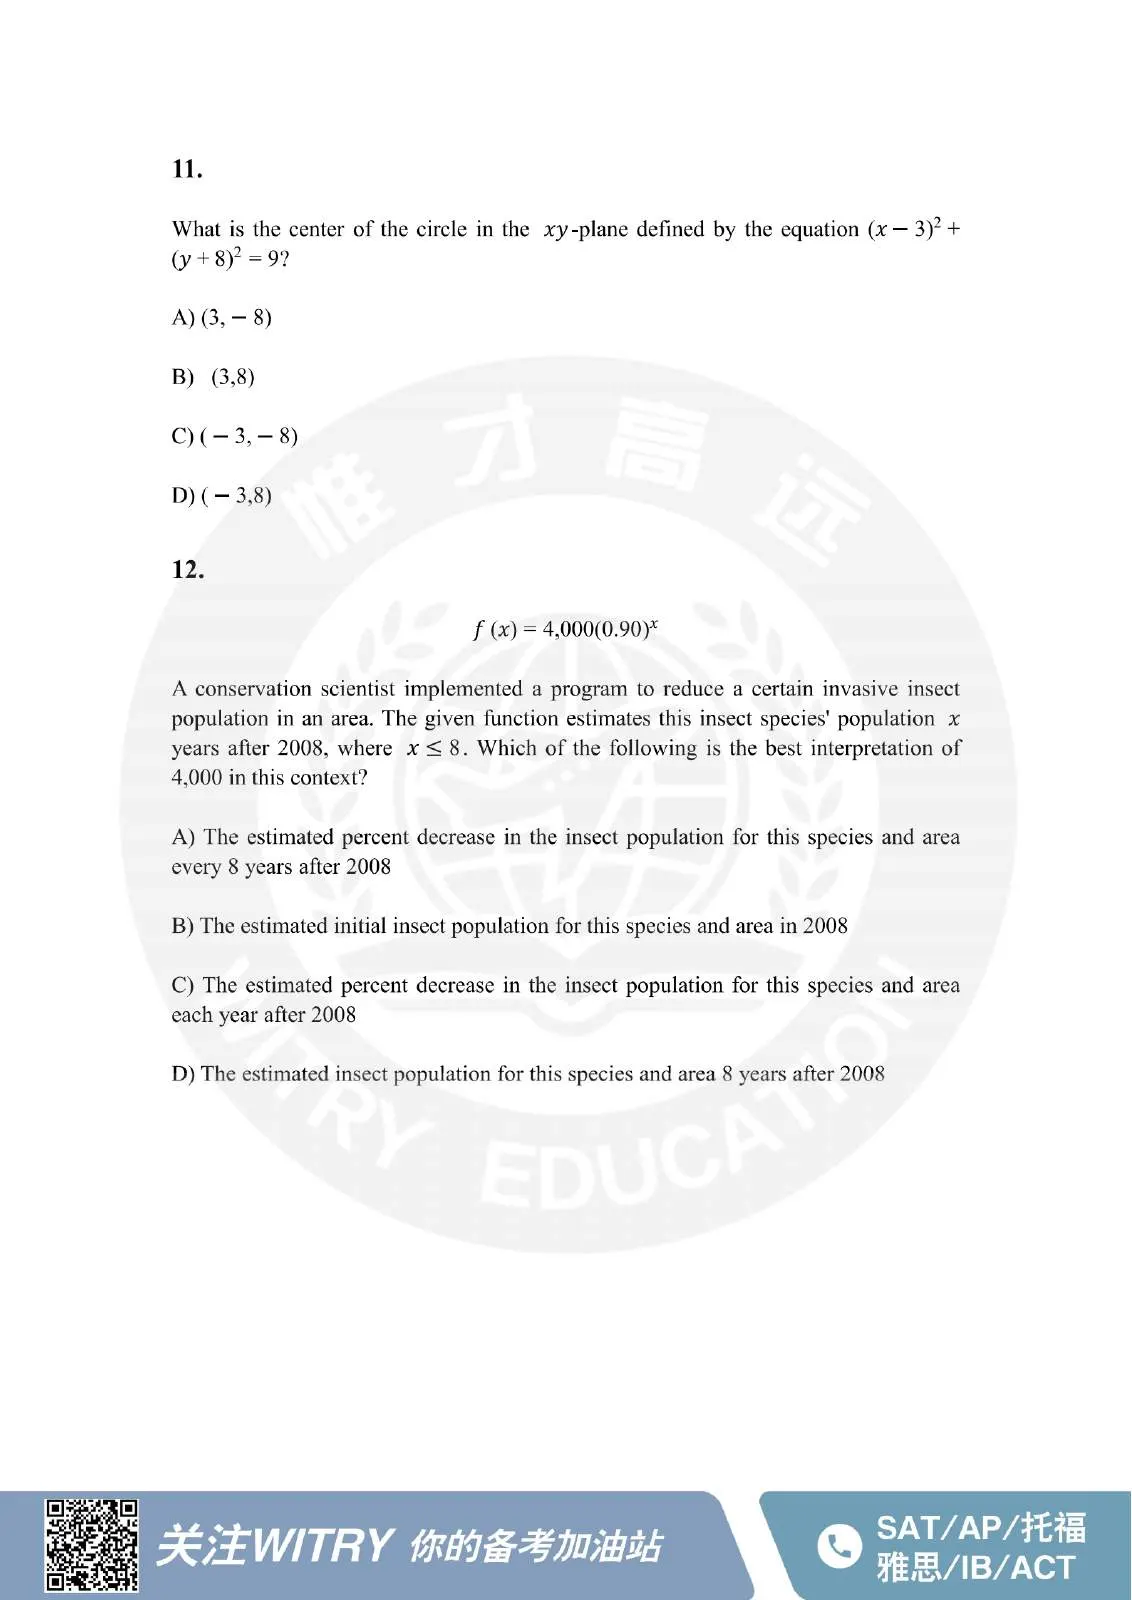 11.
What is the center of the circle in the xy-plane defined by the equation (x − 3)² +
(y + 8)² = 9?
A) (3, − 8)
B) (3,8)
C) ( − 3, − 8)
D) ( − 3,8)
12.
f (x) = 4,000(0.90)ˣ
A conservation scientist implemented a program to reduce a certain invasive insect
population in an area. The given function estimates this insect species' population x
years after 2008, where x ≤ 8. Which of the following is the best interpretation of
4,000 in this context?
A) The estimated percent decrease in the insect population for this species and area
every 8 years after 2008
B) The estimated initial insect population for this species and area in 2008
C) The estimated percent decrease in the insect population for this species and area
each year after 2008
D) The estimated insect population for this species and area 8 years after 2008
惟才高远
WITRY EDUCATION
关注WITRY 你的备考加油站
SAT/AP/托福
雅思/IB/ACT